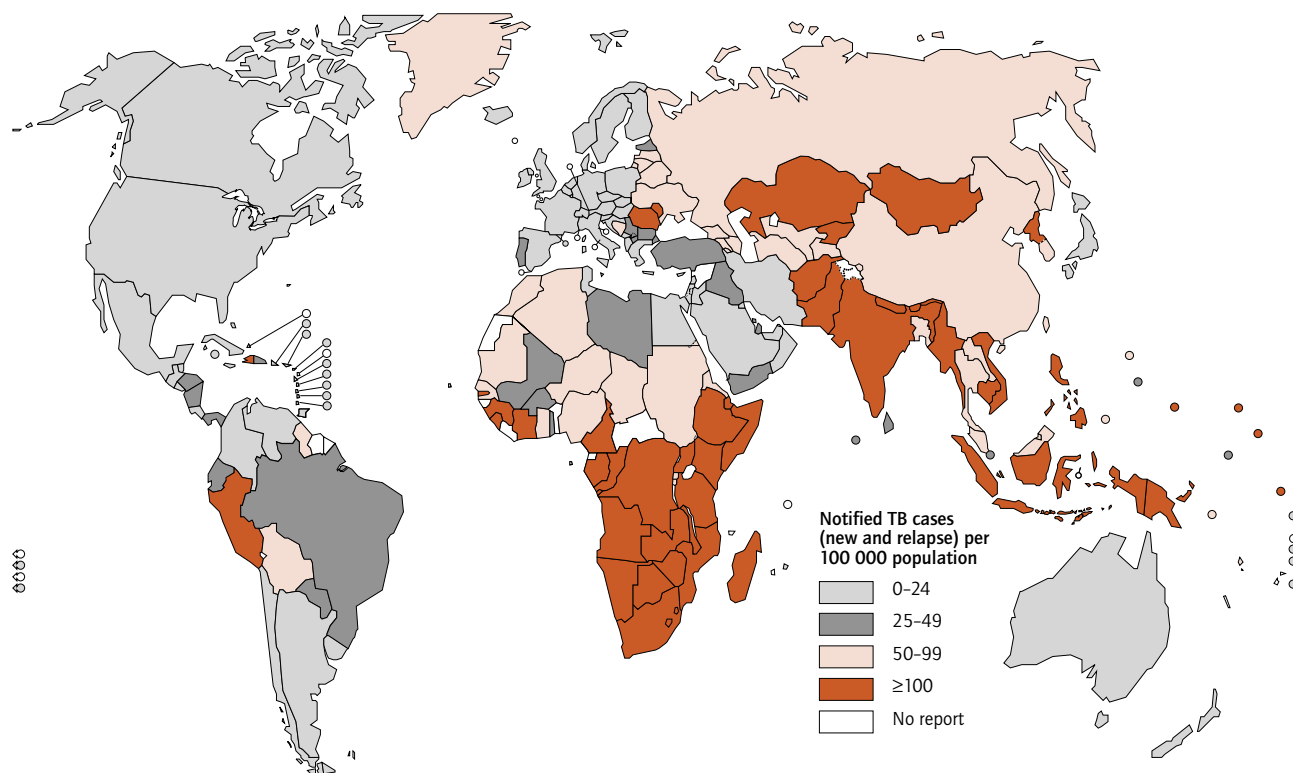 Notified TB cases
(new and relapse) per
100 000 population
0–24
25–49
50–99
≥100
No report